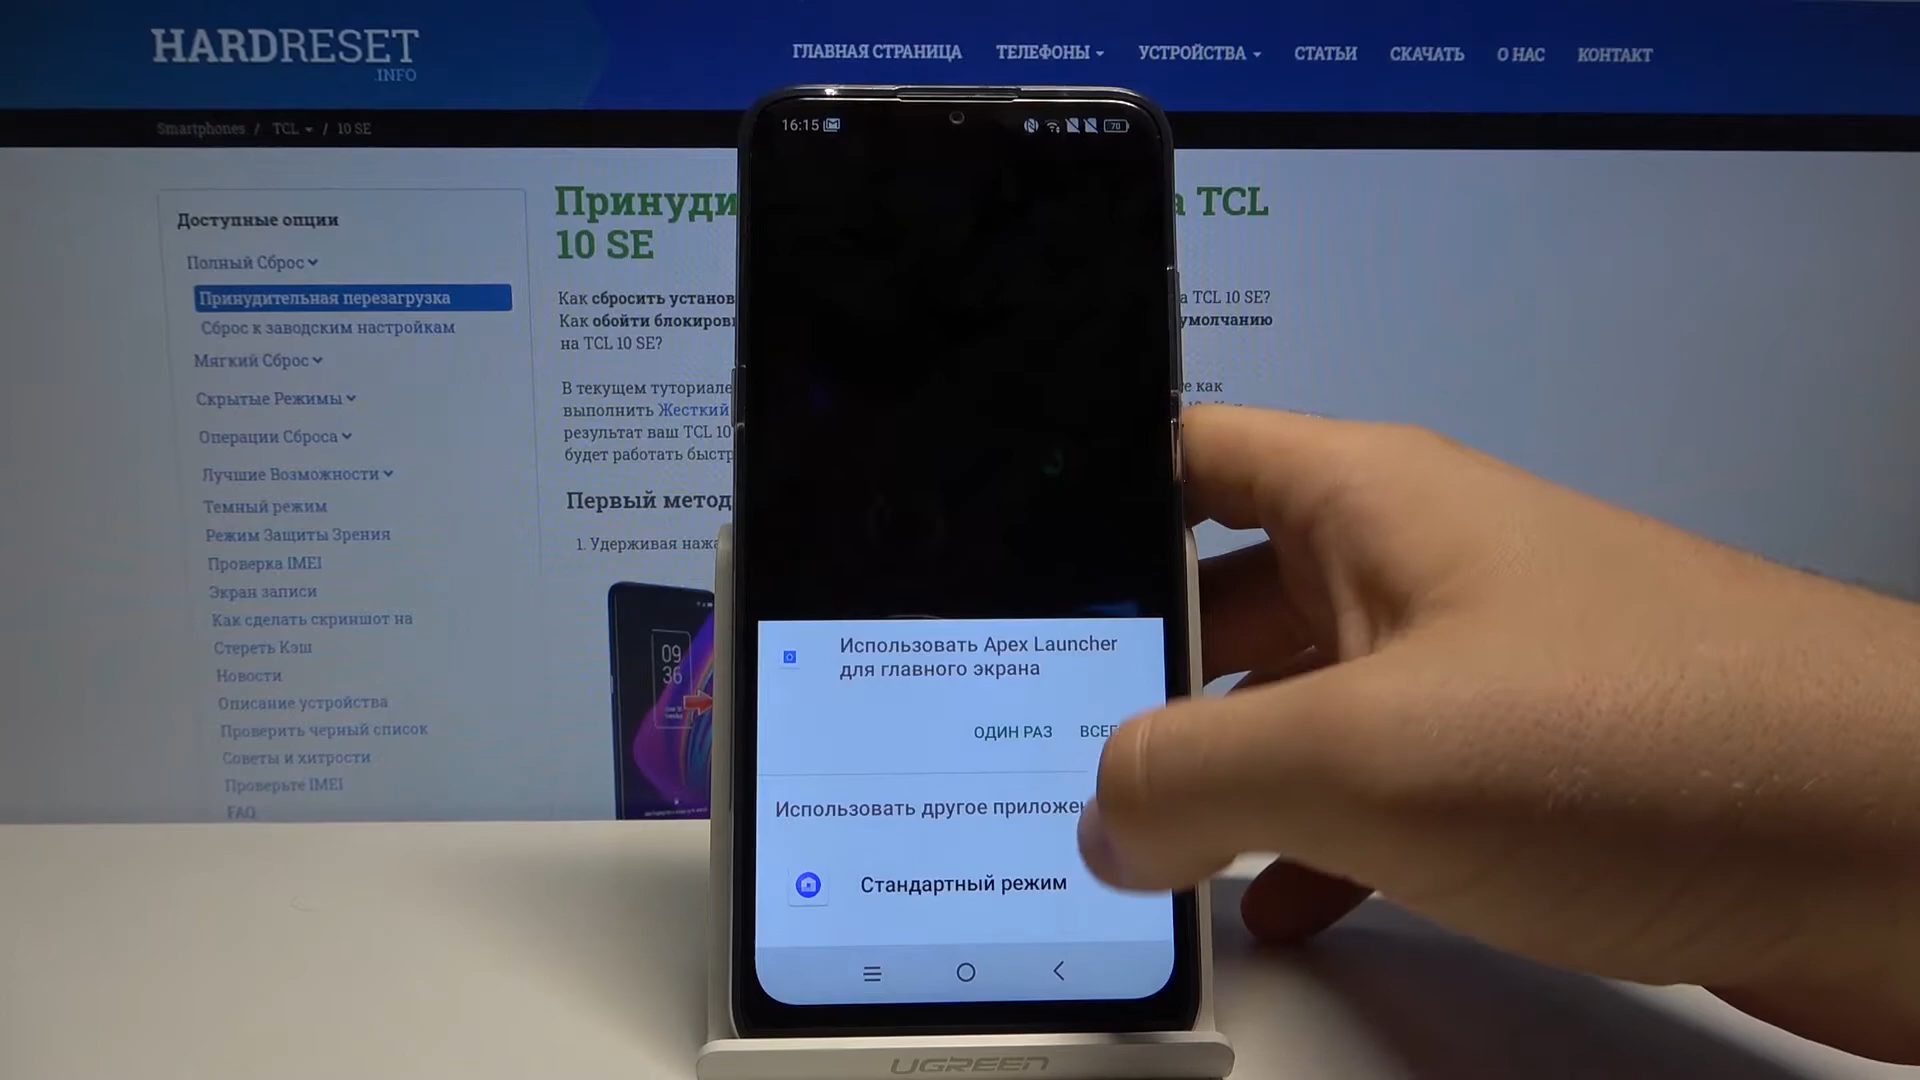 HARDRESET
.INFO
ГЛАВНАЯ СТРАНИЦА
ТЕЛЕФОНЫ
УСТРОЙСТВА
СТАТЬИ
СКАЧАТЬ
О НАС
КОНТАКТ
Smartphones / TCL / 10 SE
Доступные опции
Полный Сброс
Принудительная перезагрузка
Сброс к заводским настройкам
Мягкий Сброс
Скрытые Режимы
Операции Сброса
Лучшие Возможности
Темный режим
Режим Защиты Зрения
Проверка IMEI
Экран записи
Как сделать скриншот на
Стереть Кэш
Новости
Описание устройства
Проверить черный список
Советы и хитрости
Проверьте IMEI
FAQ
Принуди а TCL
10 SE
Как сбросить установ а TCL 10 SE?
Как обойти блокиров умолчанию
на TCL 10 SE?
В текущем туториале е как
выполнить Жесткий
результат ваш TCL 10
будет работать быстр
Первый метод
1. Удерживая нажа
09
36
16:15
70
Использовать Apex Launcher
для главного экрана
ОДИН РАЗ ВСЕГ
Использовать другое приложен
Стандартный режим
UGREEN